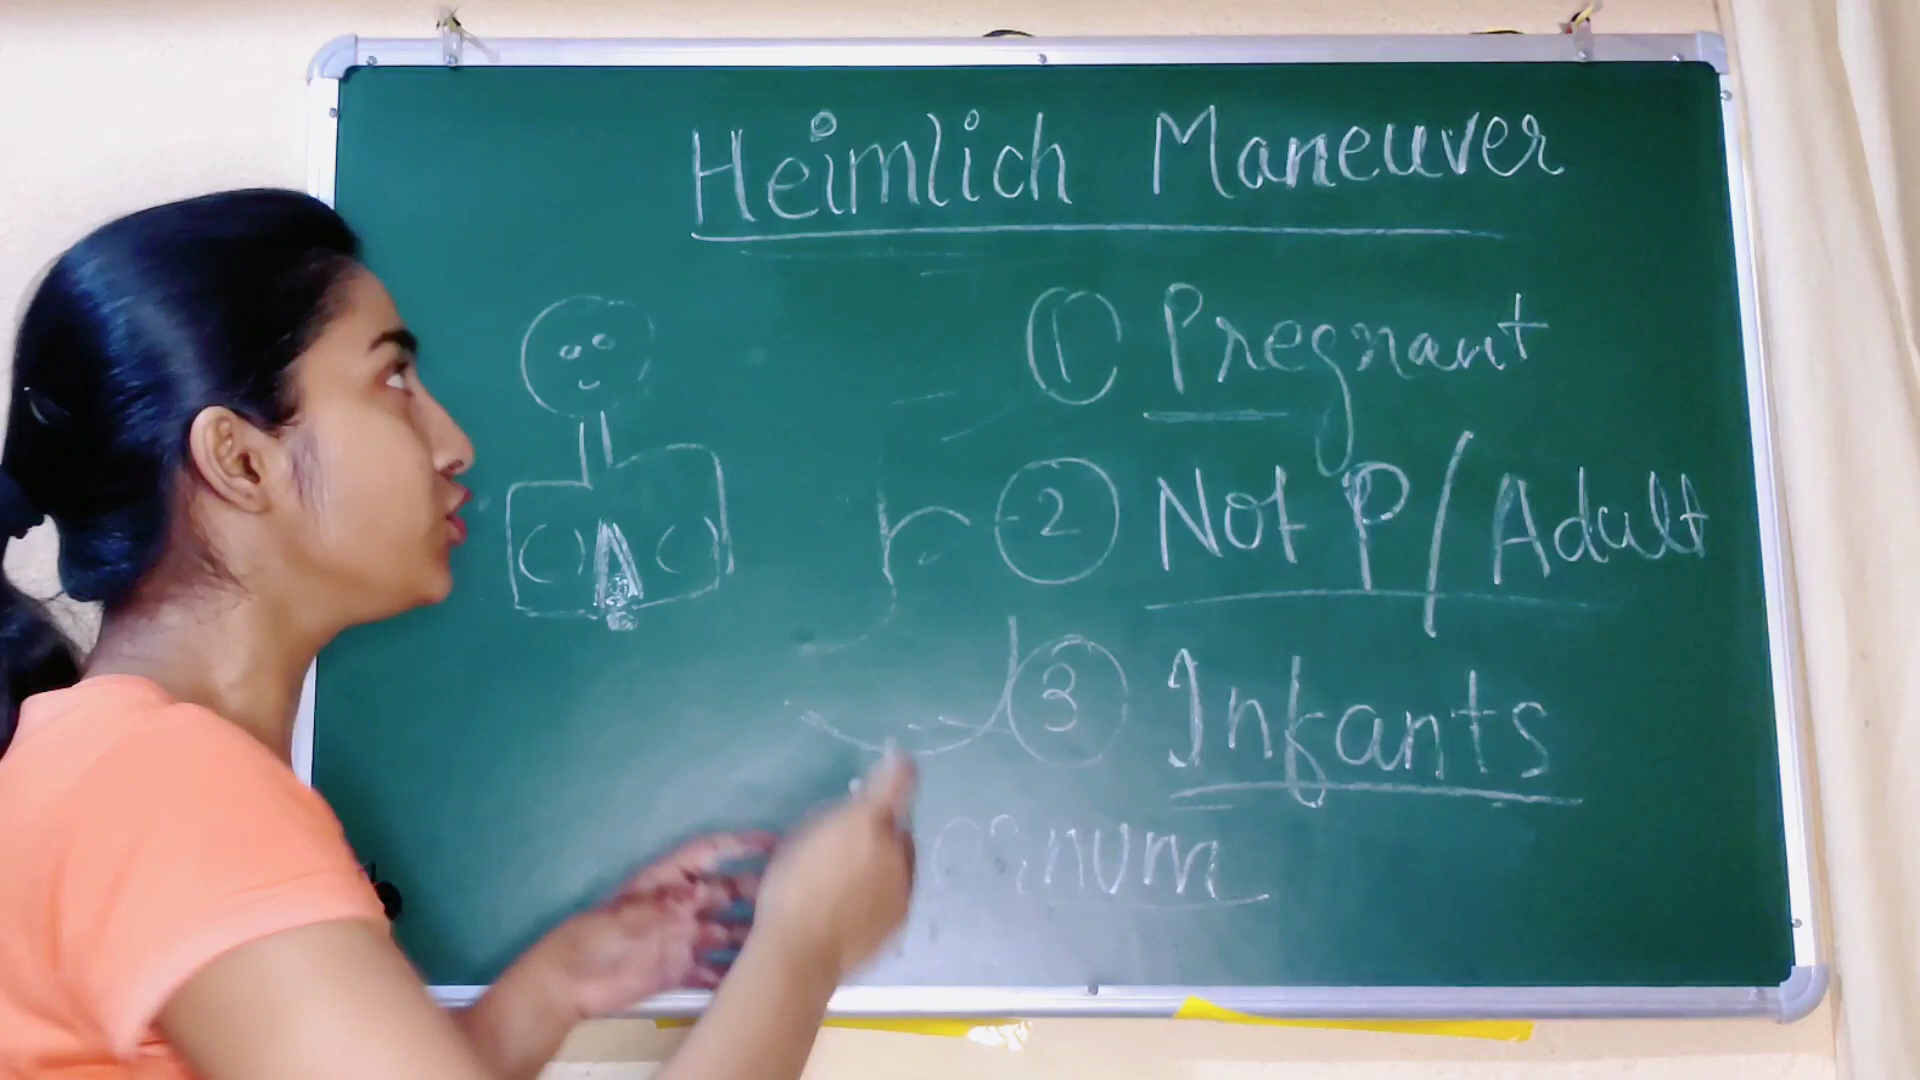 Heimlich Maneuver
① Pregnant
② Not P/Adult
③ Infants